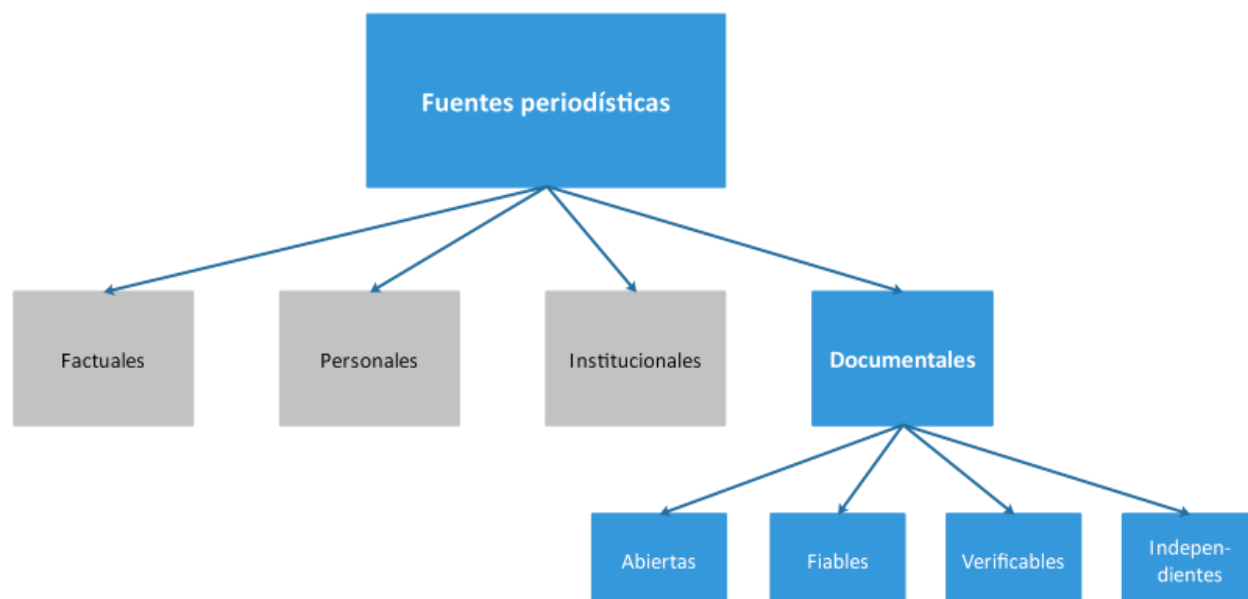 Fuentes periodísticas
Factuales
Personales
Institucionales
Documentales
Abiertas
Fiables
Verificables
Indepen-
dientes